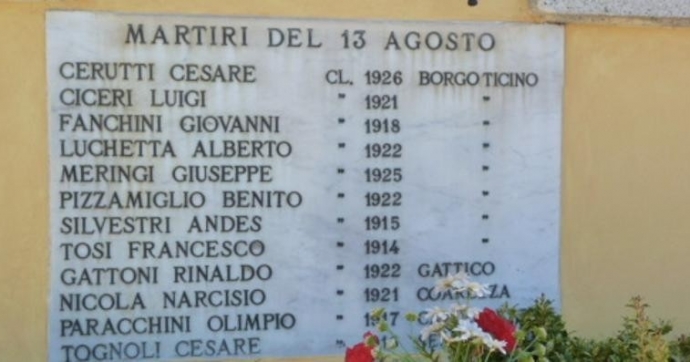 MARTIRI DEL 13 AGOSTO
CERUTTI CESARE CL. 1926 BORGO TICINO
CICERI LUIGI " 1921 "
FANCHINI GIOVANNI " 1918 "
LUCHETTA ALBERTO " 1922 "
MERINGI GIUSEPPE " 1925 "
PIZZAMIGLIO BENITO " 1922 "
SILVESTRI ANDES " 1915 "
TOSI FRANCESCO " 1914 "
GATTONI RINALDO " 1922 GATTICO
NICOLA NARCISIO " 1921
PARACCHINI OLIMPIO "
TOGNOLI CESARE "